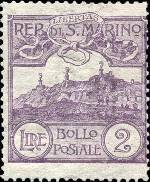 LIBERTAS
REP. DI S. MARINO
LIRE BOLLO 2
POSTALE